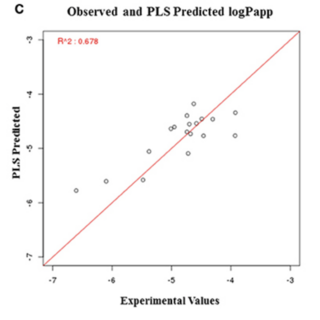 C
Observed and PLS Predicted logPapp
R^2 : 0.678
PLS Predicted
-3
-4
-5
-6
-7
-7 -6 -5 -4 -3
Experimental Values